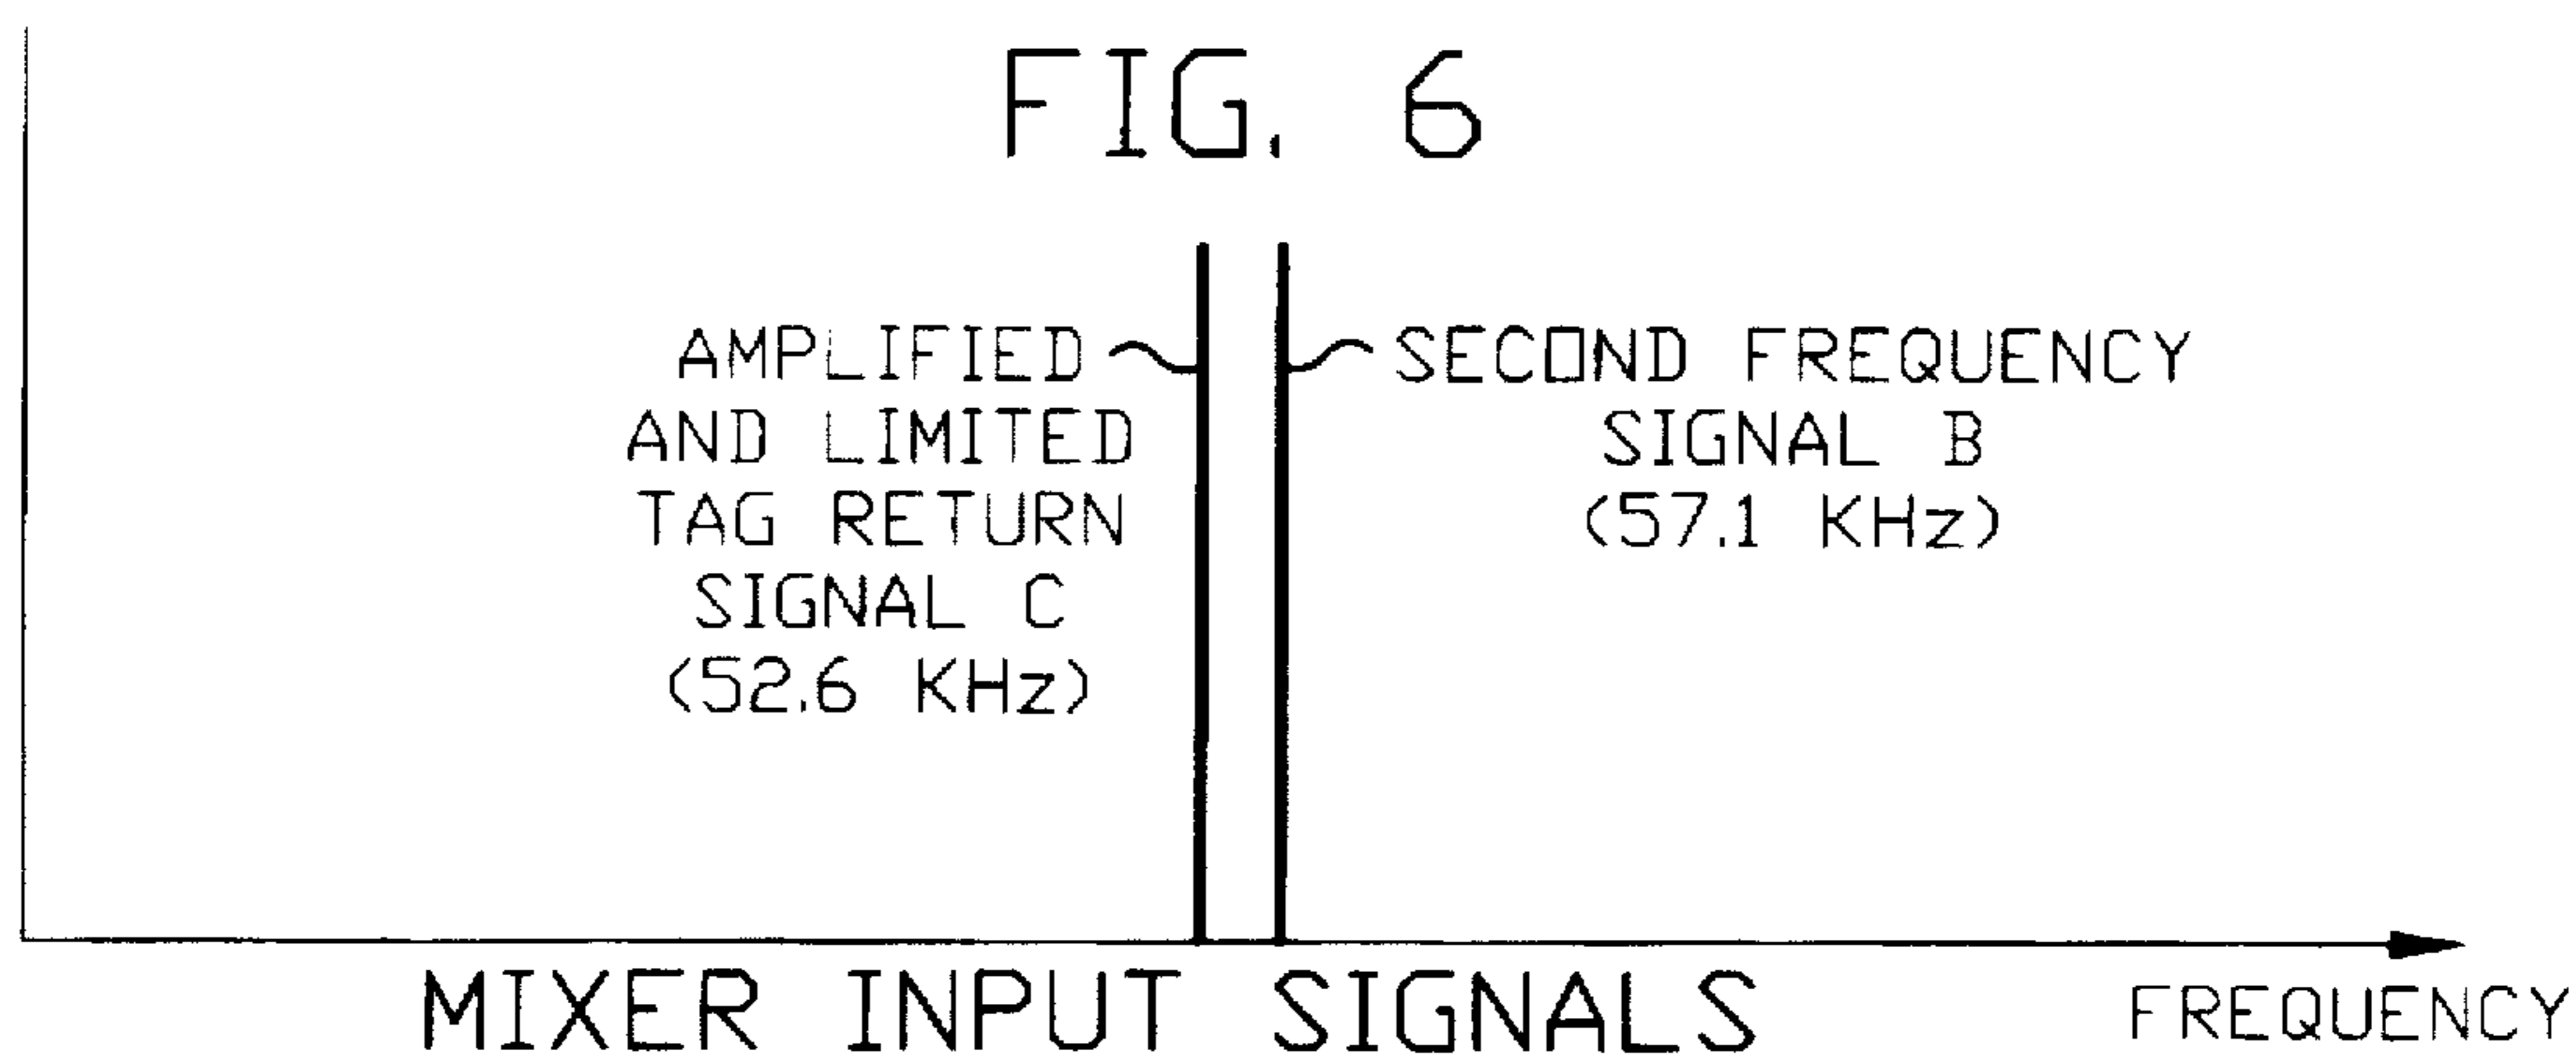 FIG. 6
AMPLIFIED
AND LIMITED
TAG RETURN
SIGNAL C
(52.6 KHz)
SECOND FREQUENCY
SIGNAL B
(57.1 KHz)
MIXER INPUT SIGNALS
FREQUENCY